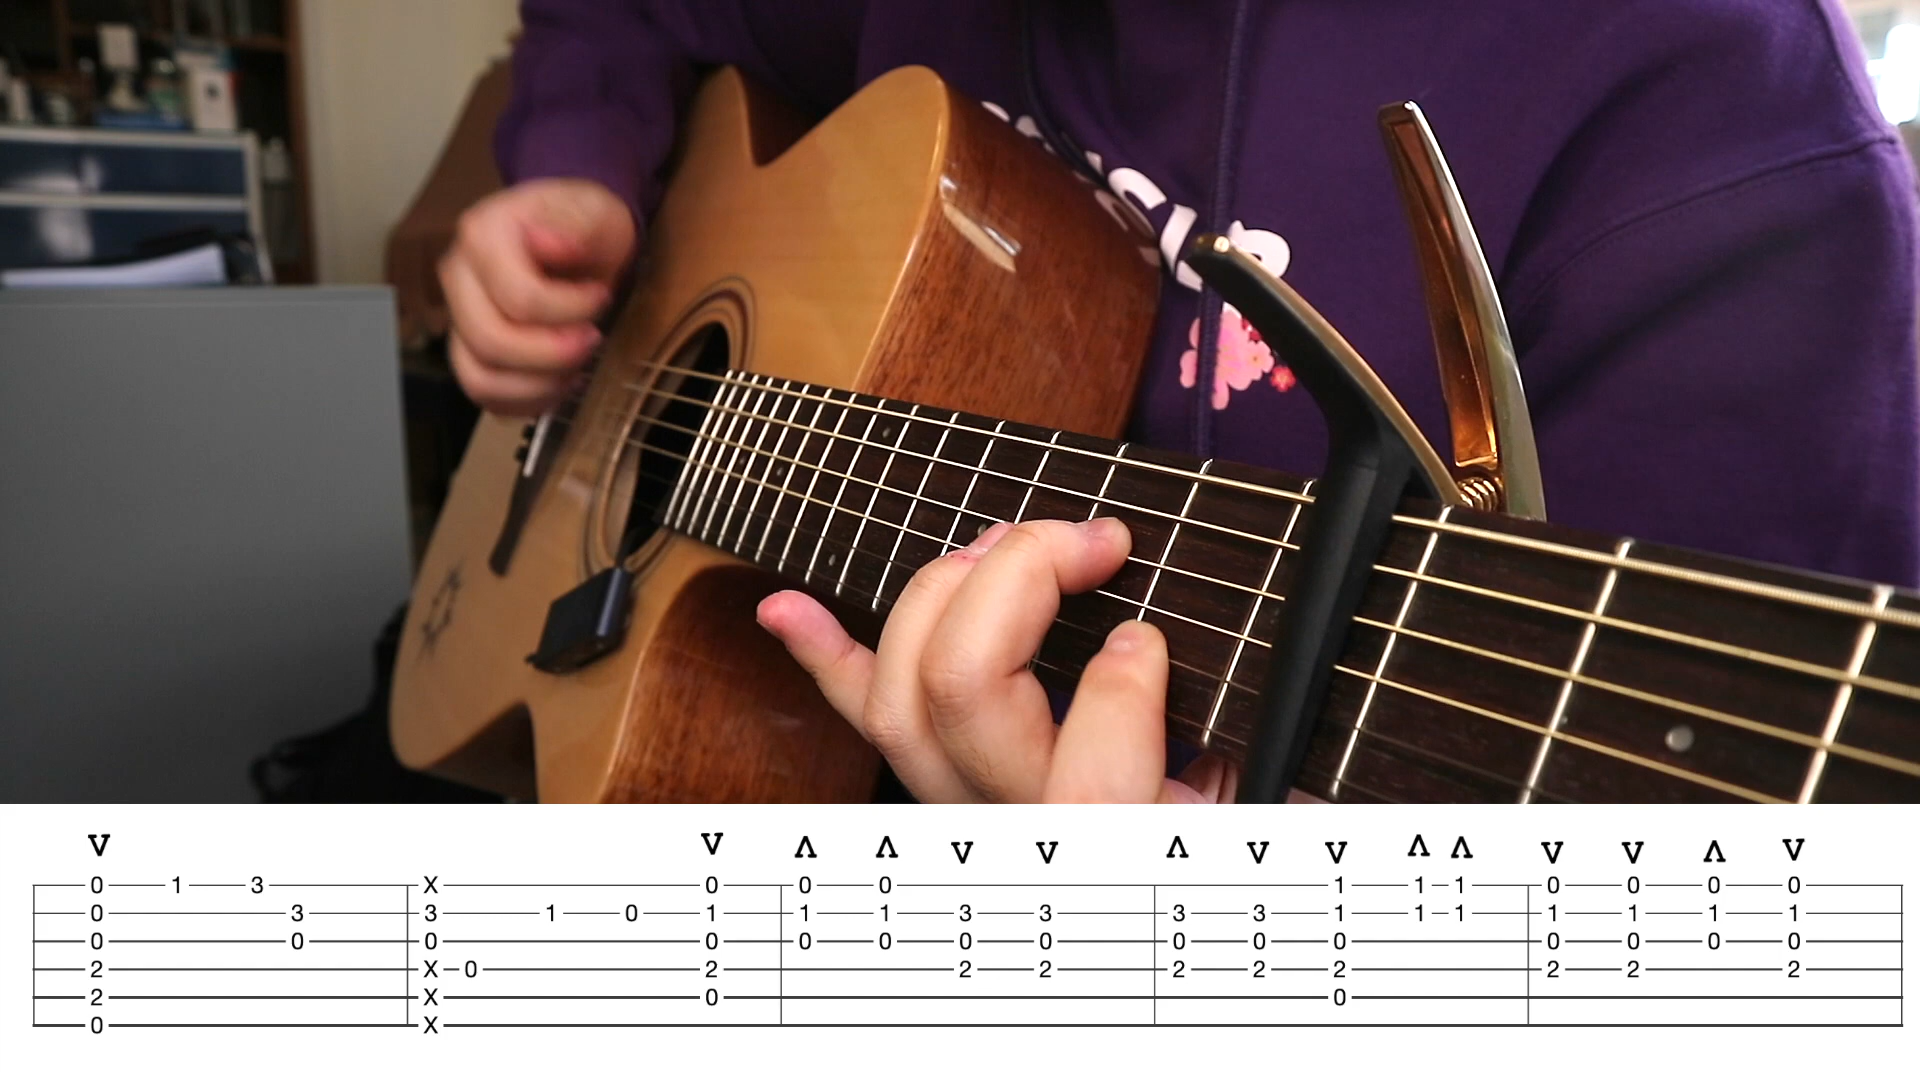 V V Λ Λ V V Λ V V Λ Λ V V Λ V
0 1 3 X 0 0 0 1 1 1 0 0 0 0
0 3 3 1 0 1 1 1 3 3 3 3 1 1 1 1 1 1 1
0 0 0 0 0 0 0 0 0 0 0 0 0 0 0
2 X 0 2 2 2 2 2 2 2 2 2
2 X 0 0
0 X